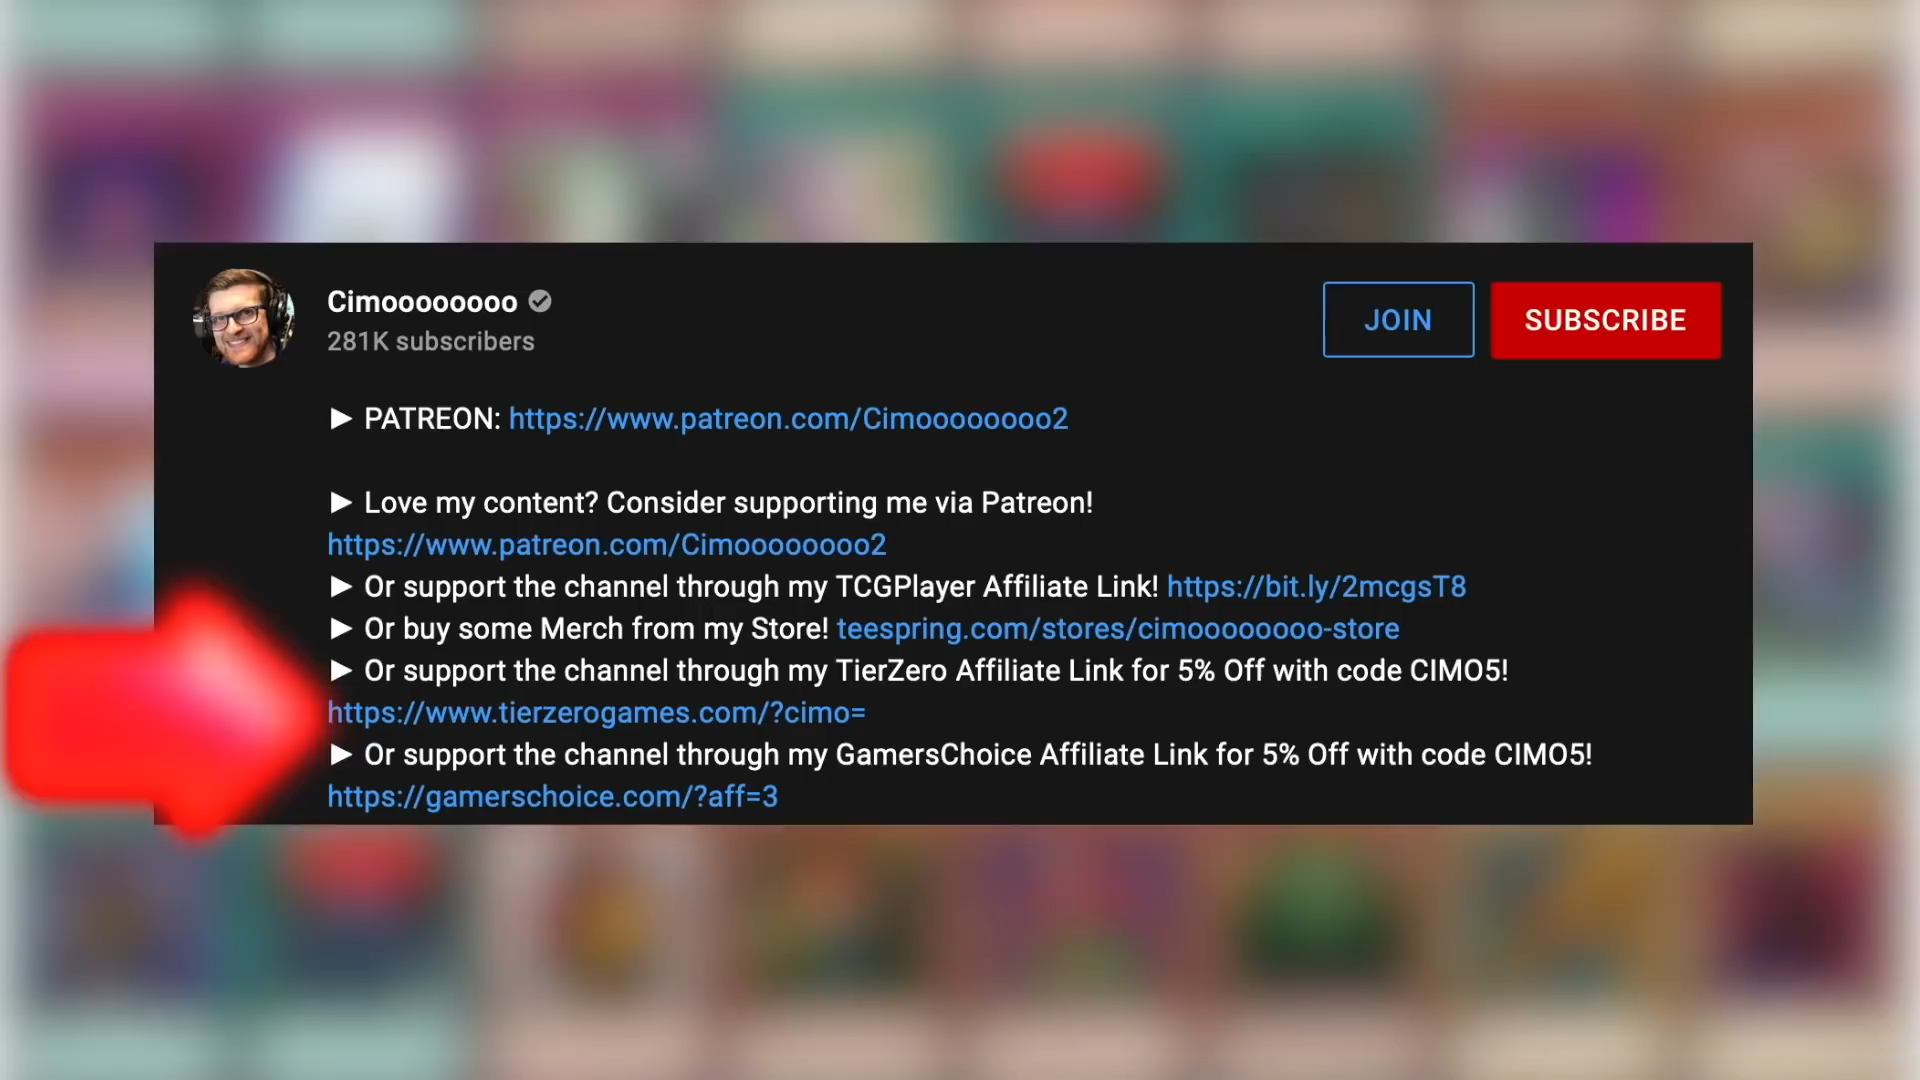 Cimoooooooo
281K subscribers
JOIN
SUBSCRIBE
► PATREON: https://www.patreon.com/Cimoooooooo2
► Love my content? Consider supporting me via Patreon!
https://www.patreon.com/Cimoooooooo2
► Or support the channel through my TCGPlayer Affiliate Link! https://bit.ly/2mcgsT8
► Or buy some Merch from my Store! teespring.com/stores/cimoooooooo-store
► Or support the channel through my TierZero Affiliate Link for 5% Off with code CIMO5!
https://www.tierzerogames.com/?cimo=
► Or support the channel through my GamersChoice Affiliate Link for 5% Off with code CIMO5!
https://gamerschoice.com/?aff=3